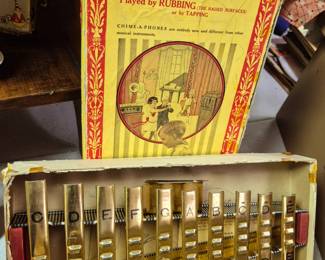 Played by RUBBING (THE RAISED SURFACES)
or by TAPPING
CHIME-A-PHONES are entirely new and different from other
musical instruments.
C D E F G A B C D E